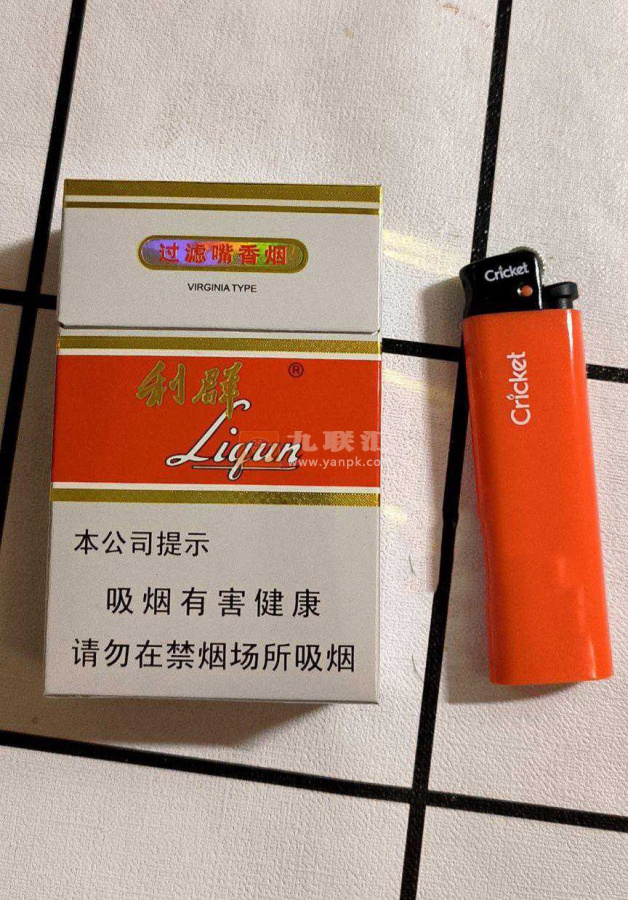 过滤嘴香烟
VIRGINIA TYPE
利群
®
Liqun
九联汇
www.yanpk.com
本公司提示
吸烟有害健康
请勿在禁烟场所吸烟
Cricket
Cricket